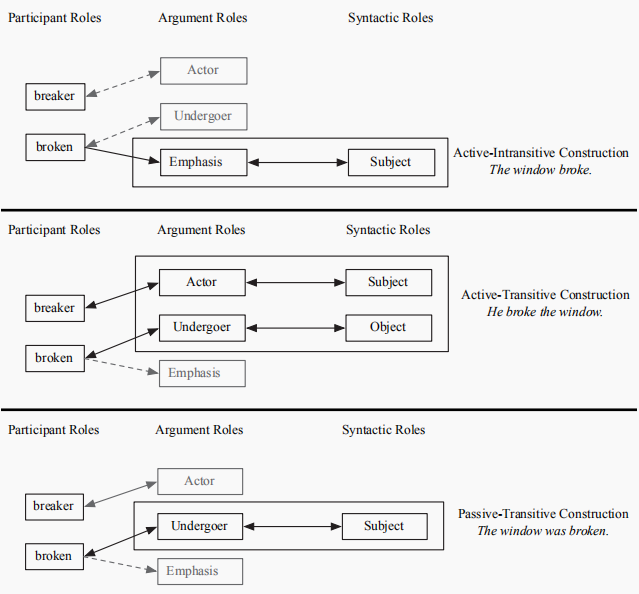 Participant Roles Argument Roles Syntactic Roles
Actor
breaker
Undergoer
broken
Emphasis Subject
Active-Intransitive Construction
The window broke.
Participant Roles Argument Roles Syntactic Roles
Actor Subject
breaker
Active-Transitive Construction
He broke the window.
Undergoer Object
broken
Emphasis
Participant Roles Argument Roles Syntactic Roles
Actor
breaker
Undergoer Subject
Passive-Transitive Construction
The window was broken.
broken
Emphasis